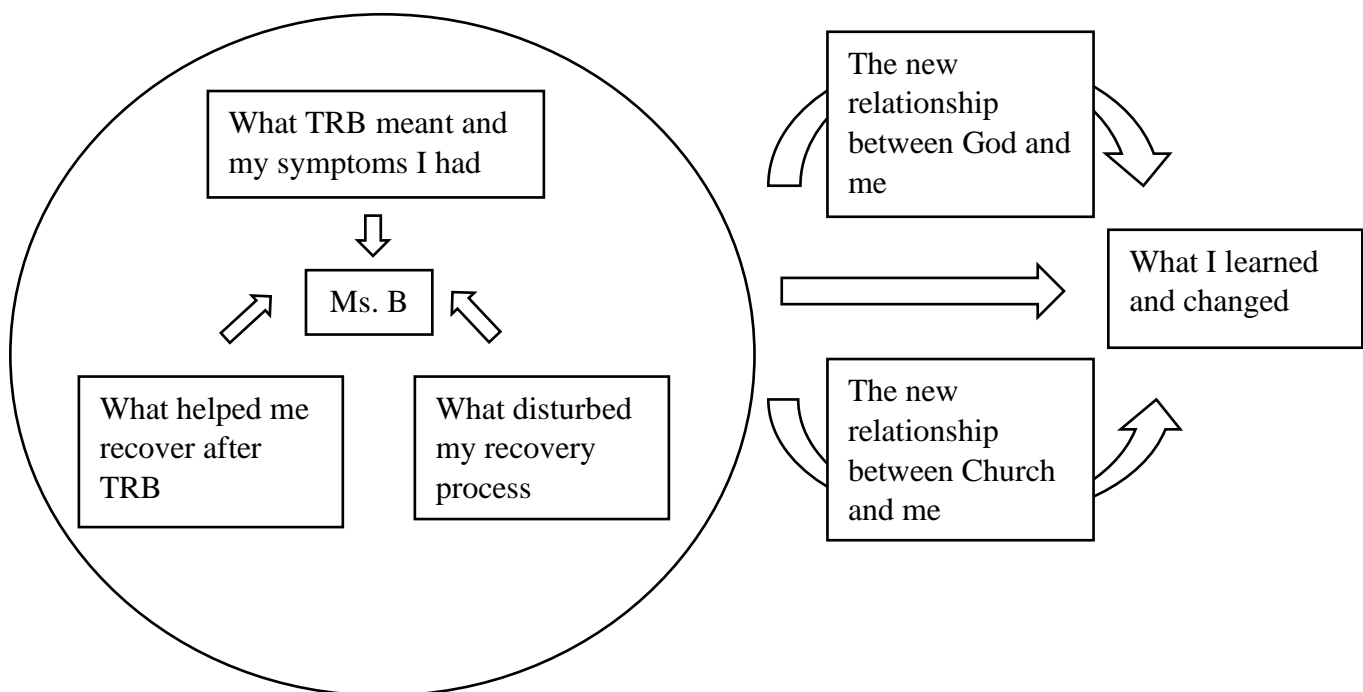 What TRB meant and
my symptoms I had
Ms. B
What helped me
recover after
TRB
What disturbed
my recovery
process
The new
relationship
between God and
me
What I learned
and changed
The new
relationship
between Church
and me